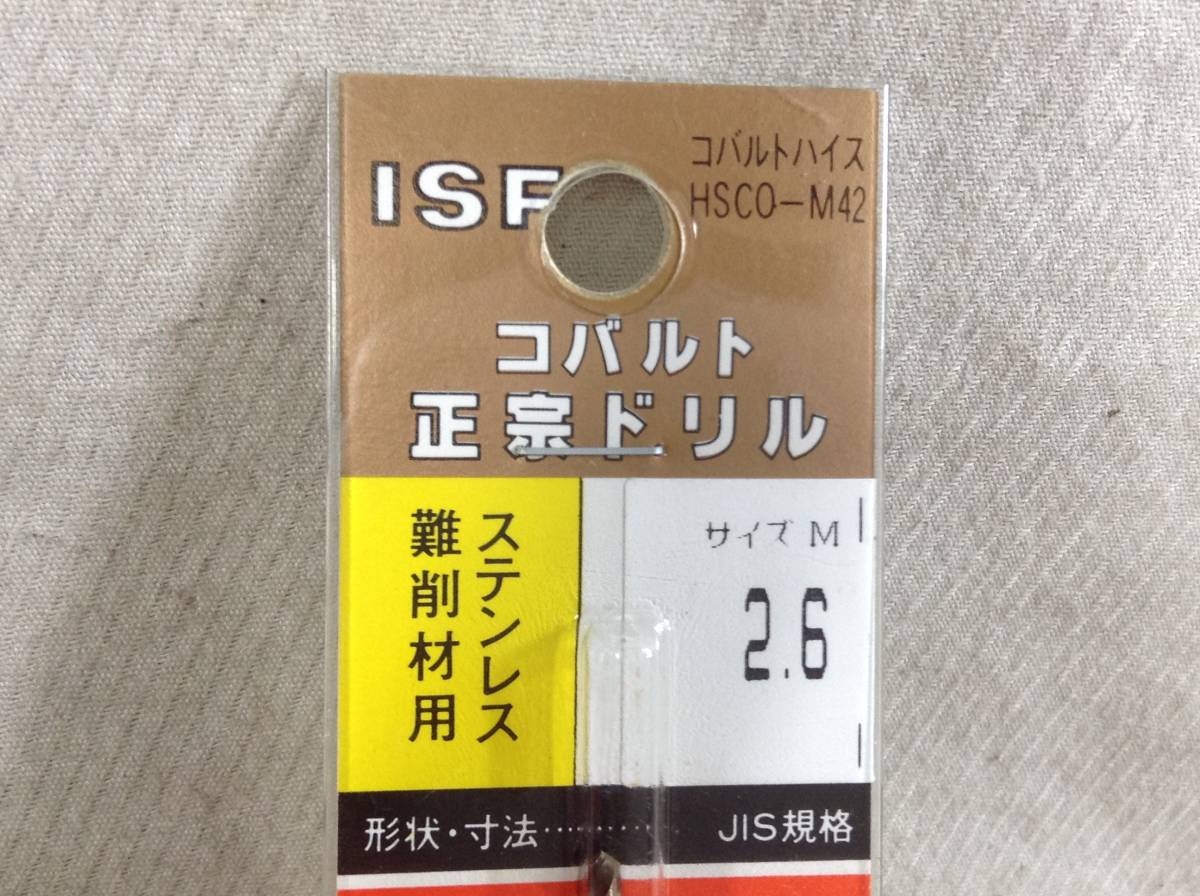 ISF
コバルトハイス
HSCO-M42
コバルト
正宗ドリル
ステンレス
難削材用
サイズ M
2.6
形状・寸法………… JIS規格